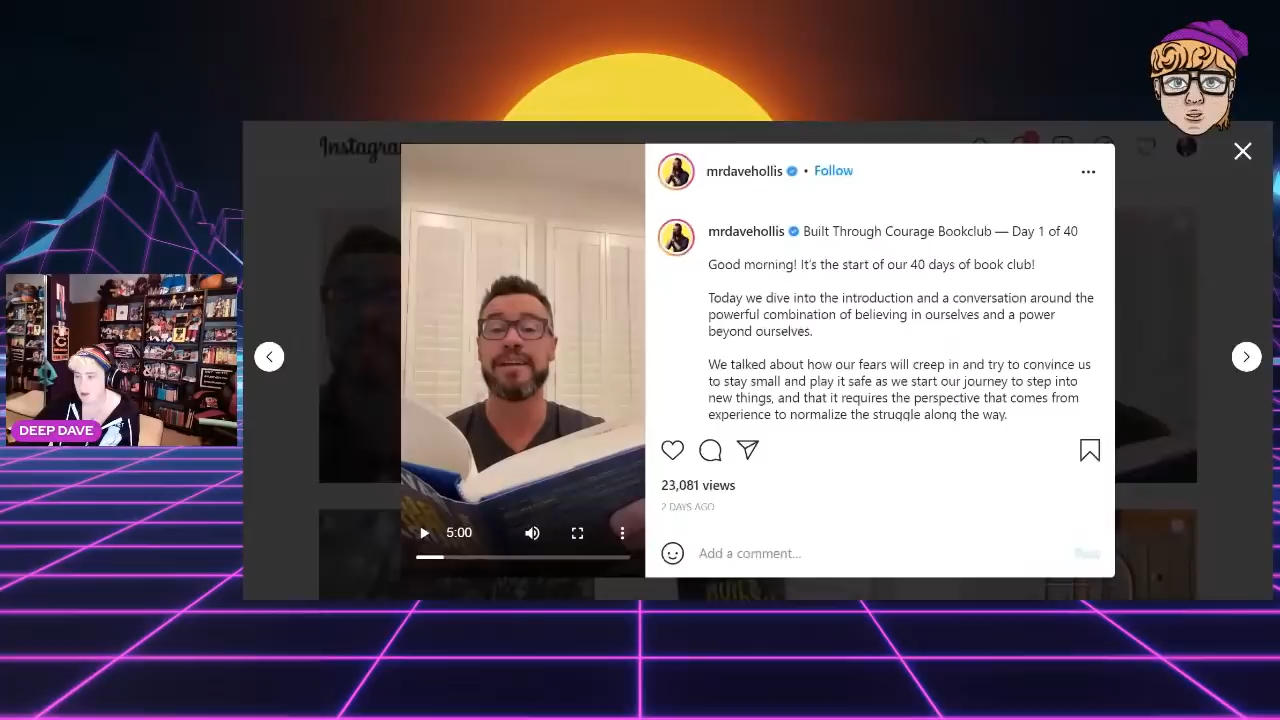 Instagra
mrdavehollis • Follow
mrdavehollis Built Through Courage Bookclub — Day 1 of 40
Good morning! It's the start of our 40 days of book club!
Today we dive into the introduction and a conversation around the
powerful combination of believing in ourselves and a power
beyond ourselves.
We talked about how our fears will creep in and try to convince us
to stay small and play it safe as we start our journey to step into
new things, and that it requires the perspective that comes from
experience to normalize the struggle along the way.
DEEP DAVE
23,081 views
2 DAYS AGO
5:00
Add a comment...
Post